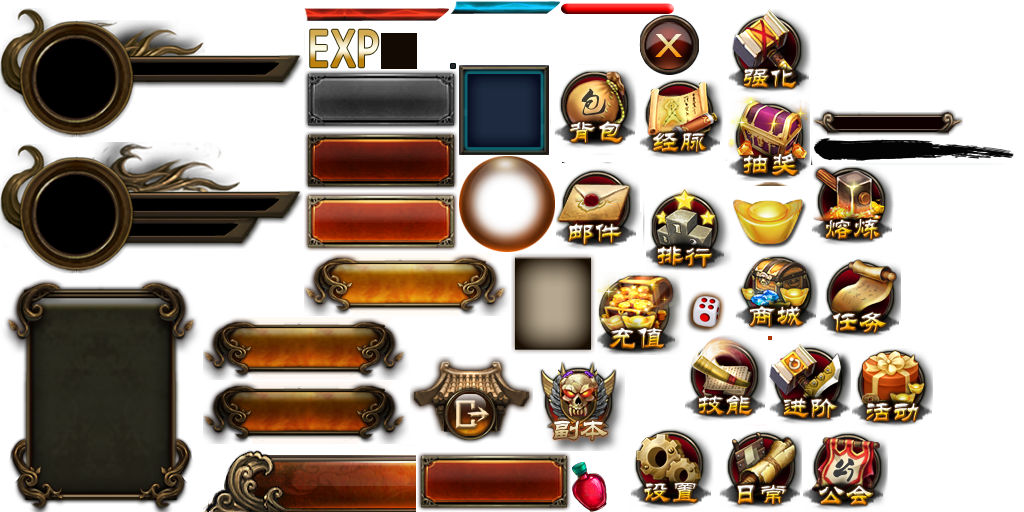 EXP
强化
包
背包
经脉
抽奖
邮件
熔炼
排行
充值
商城
任务
技能
进阶
活动
副本
设置
日常
公会